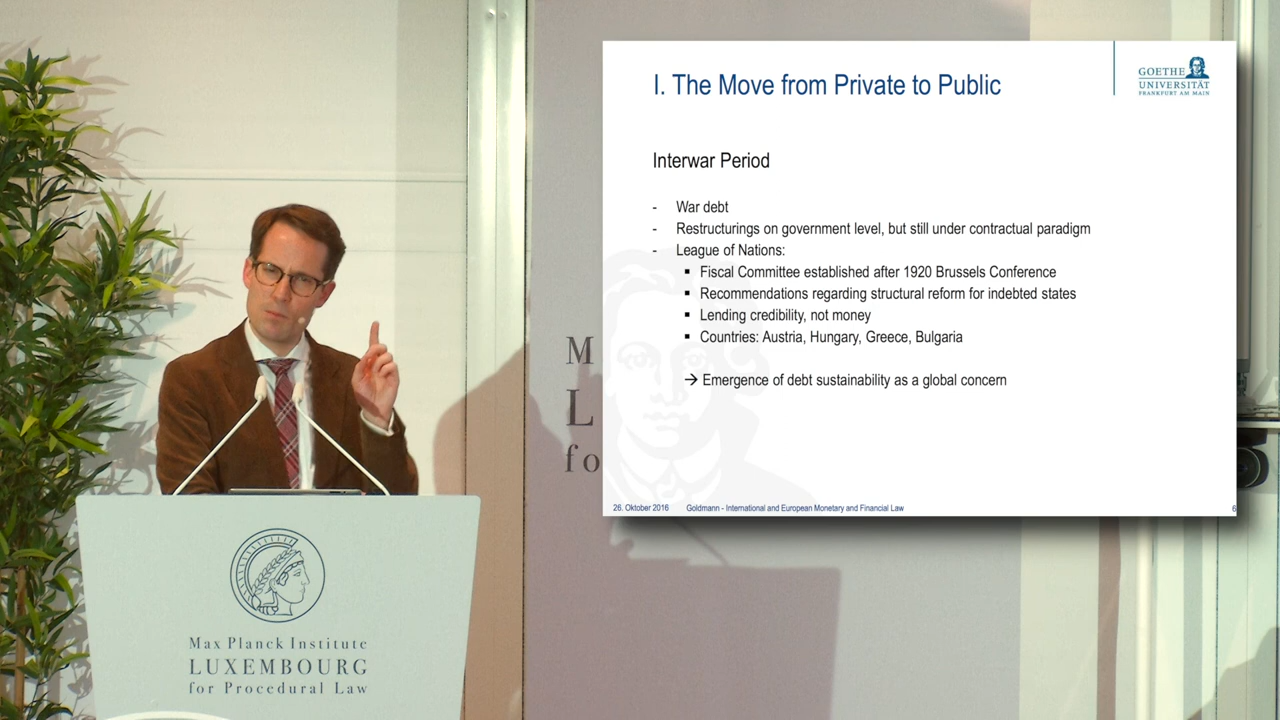 I. The Move from Private to Public
GOETHE
UNIVERSITÄT
FRANKFURT AM MAIN
Interwar Period
- War debt
- Restructurings on government level, but still under contractual paradigm
- League of Nations:
▪ Fiscal Committee established after 1920 Brussels Conference
▪ Recommendations regarding structural reform for indebted states
▪ Lending credibility, not money
▪ Countries: Austria, Hungary, Greece, Bulgaria
→ Emergence of debt sustainability as a global concern
26. Oktober 2016 Goldmann - International and European Monetary and Financial Law 6
M
L
fo
Max Planck Institute
LUXEMBOURG
for Procedural Law